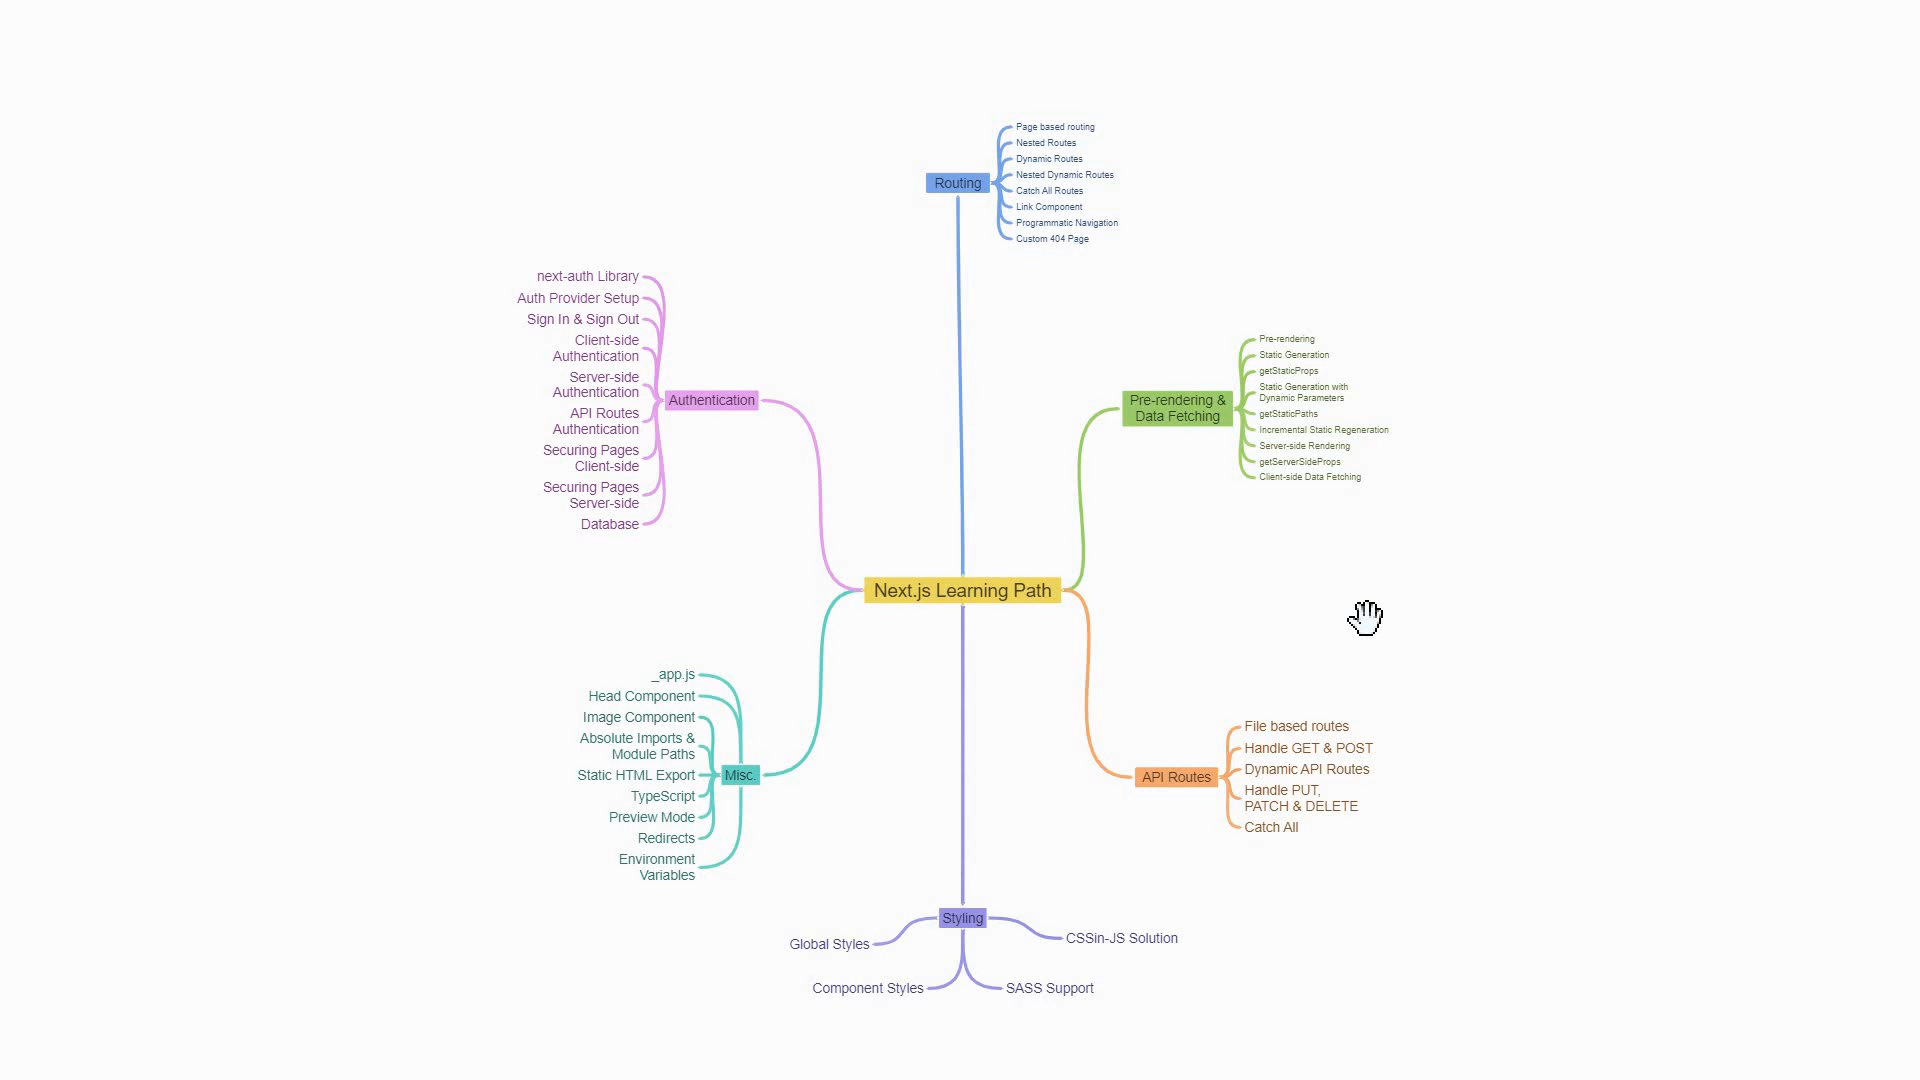 Next.js Learning Path
Routing
Page based routing
Nested Routes
Dynamic Routes
Nested Dynamic Routes
Catch All Routes
Link Component
Programmatic Navigation
Custom 404 Page
Pre-rendering &
Data Fetching
Pre-rendering
Static Generation
getStaticProps
Static Generation with
Dynamic Parameters
getStaticPaths
Incremental Static Regeneration
Server-side Rendering
getServerSideProps
Client-side Data Fetching
API Routes
File based routes
Handle GET & POST
Dynamic API Routes
Handle PUT,
PATCH & DELETE
Catch All
Styling
Global Styles
Component Styles
SASS Support
CSSin-JS Solution
Misc.
_app.js
Head Component
Image Component
Absolute Imports &
Module Paths
Static HTML Export
TypeScript
Preview Mode
Redirects
Environment
Variables
Authentication
next-auth Library
Auth Provider Setup
Sign In & Sign Out
Client-side
Authentication
Server-side
Authentication
API Routes
Authentication
Securing Pages
Client-side
Securing Pages
Server-side
Database